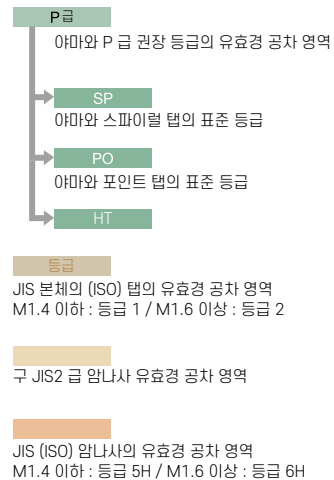 P급
야마와 P 급 권장 등급의 유효경 공차 영역
SP
야마와 스파이럴 탭의 표준 등급
PO
야마와 포인트 탭의 표준 등급
HT
등급
JIS 본체의 (ISO) 탭의 유효경 공차 영역
M1.4 이하 : 등급 1 / M1.6 이상 : 등급 2
구 JIS2 급 암나사 유효경 공차 영역
JIS (ISO) 암나사의 유효경 공차 영역
M1.4 이하 : 등급 5H / M1.6 이상 : 등급 6H